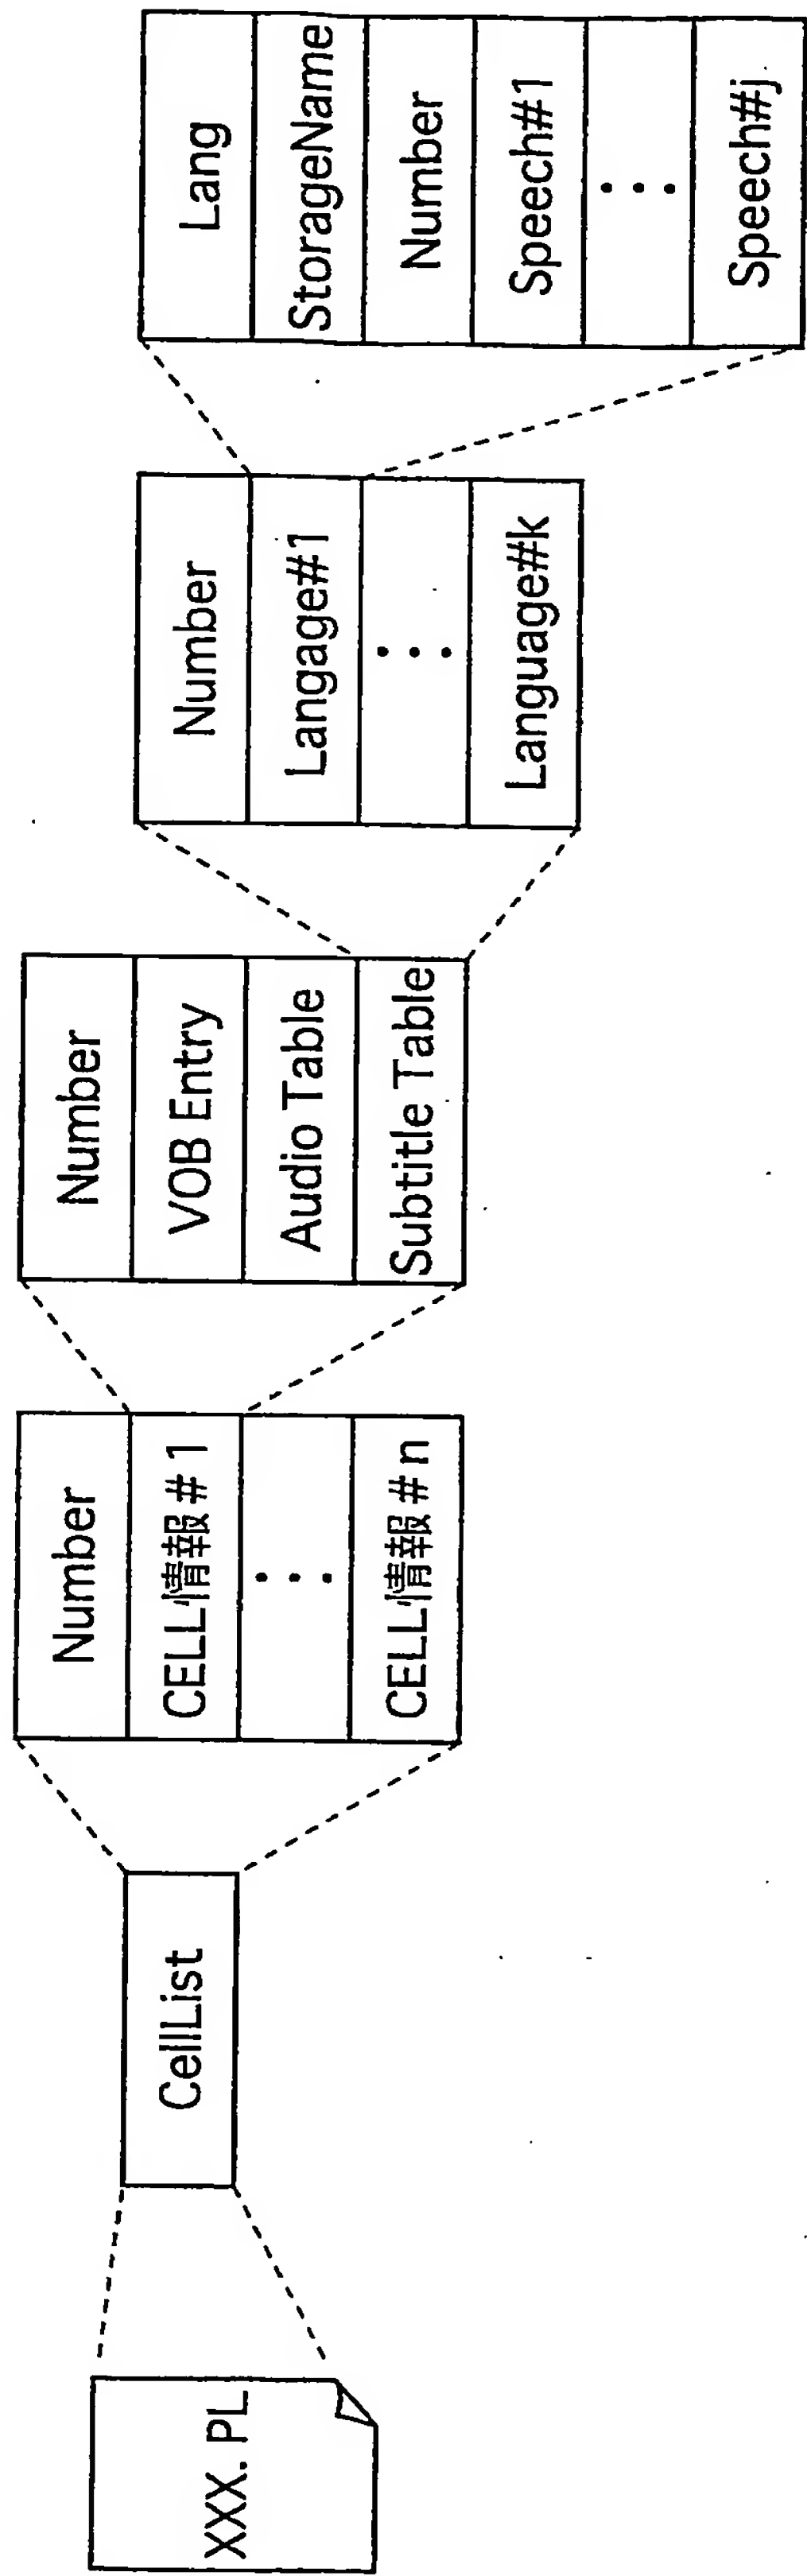 XXX. PL
CellList
Number
CELL情報#1
⋮
CELL情報#n
Number
VOB Entry
Audio Table
Subtitle Table
Number
Langage#1
⋮
Language#k
Lang
StorageName
Number
Speech#1
⋮
Speech#j